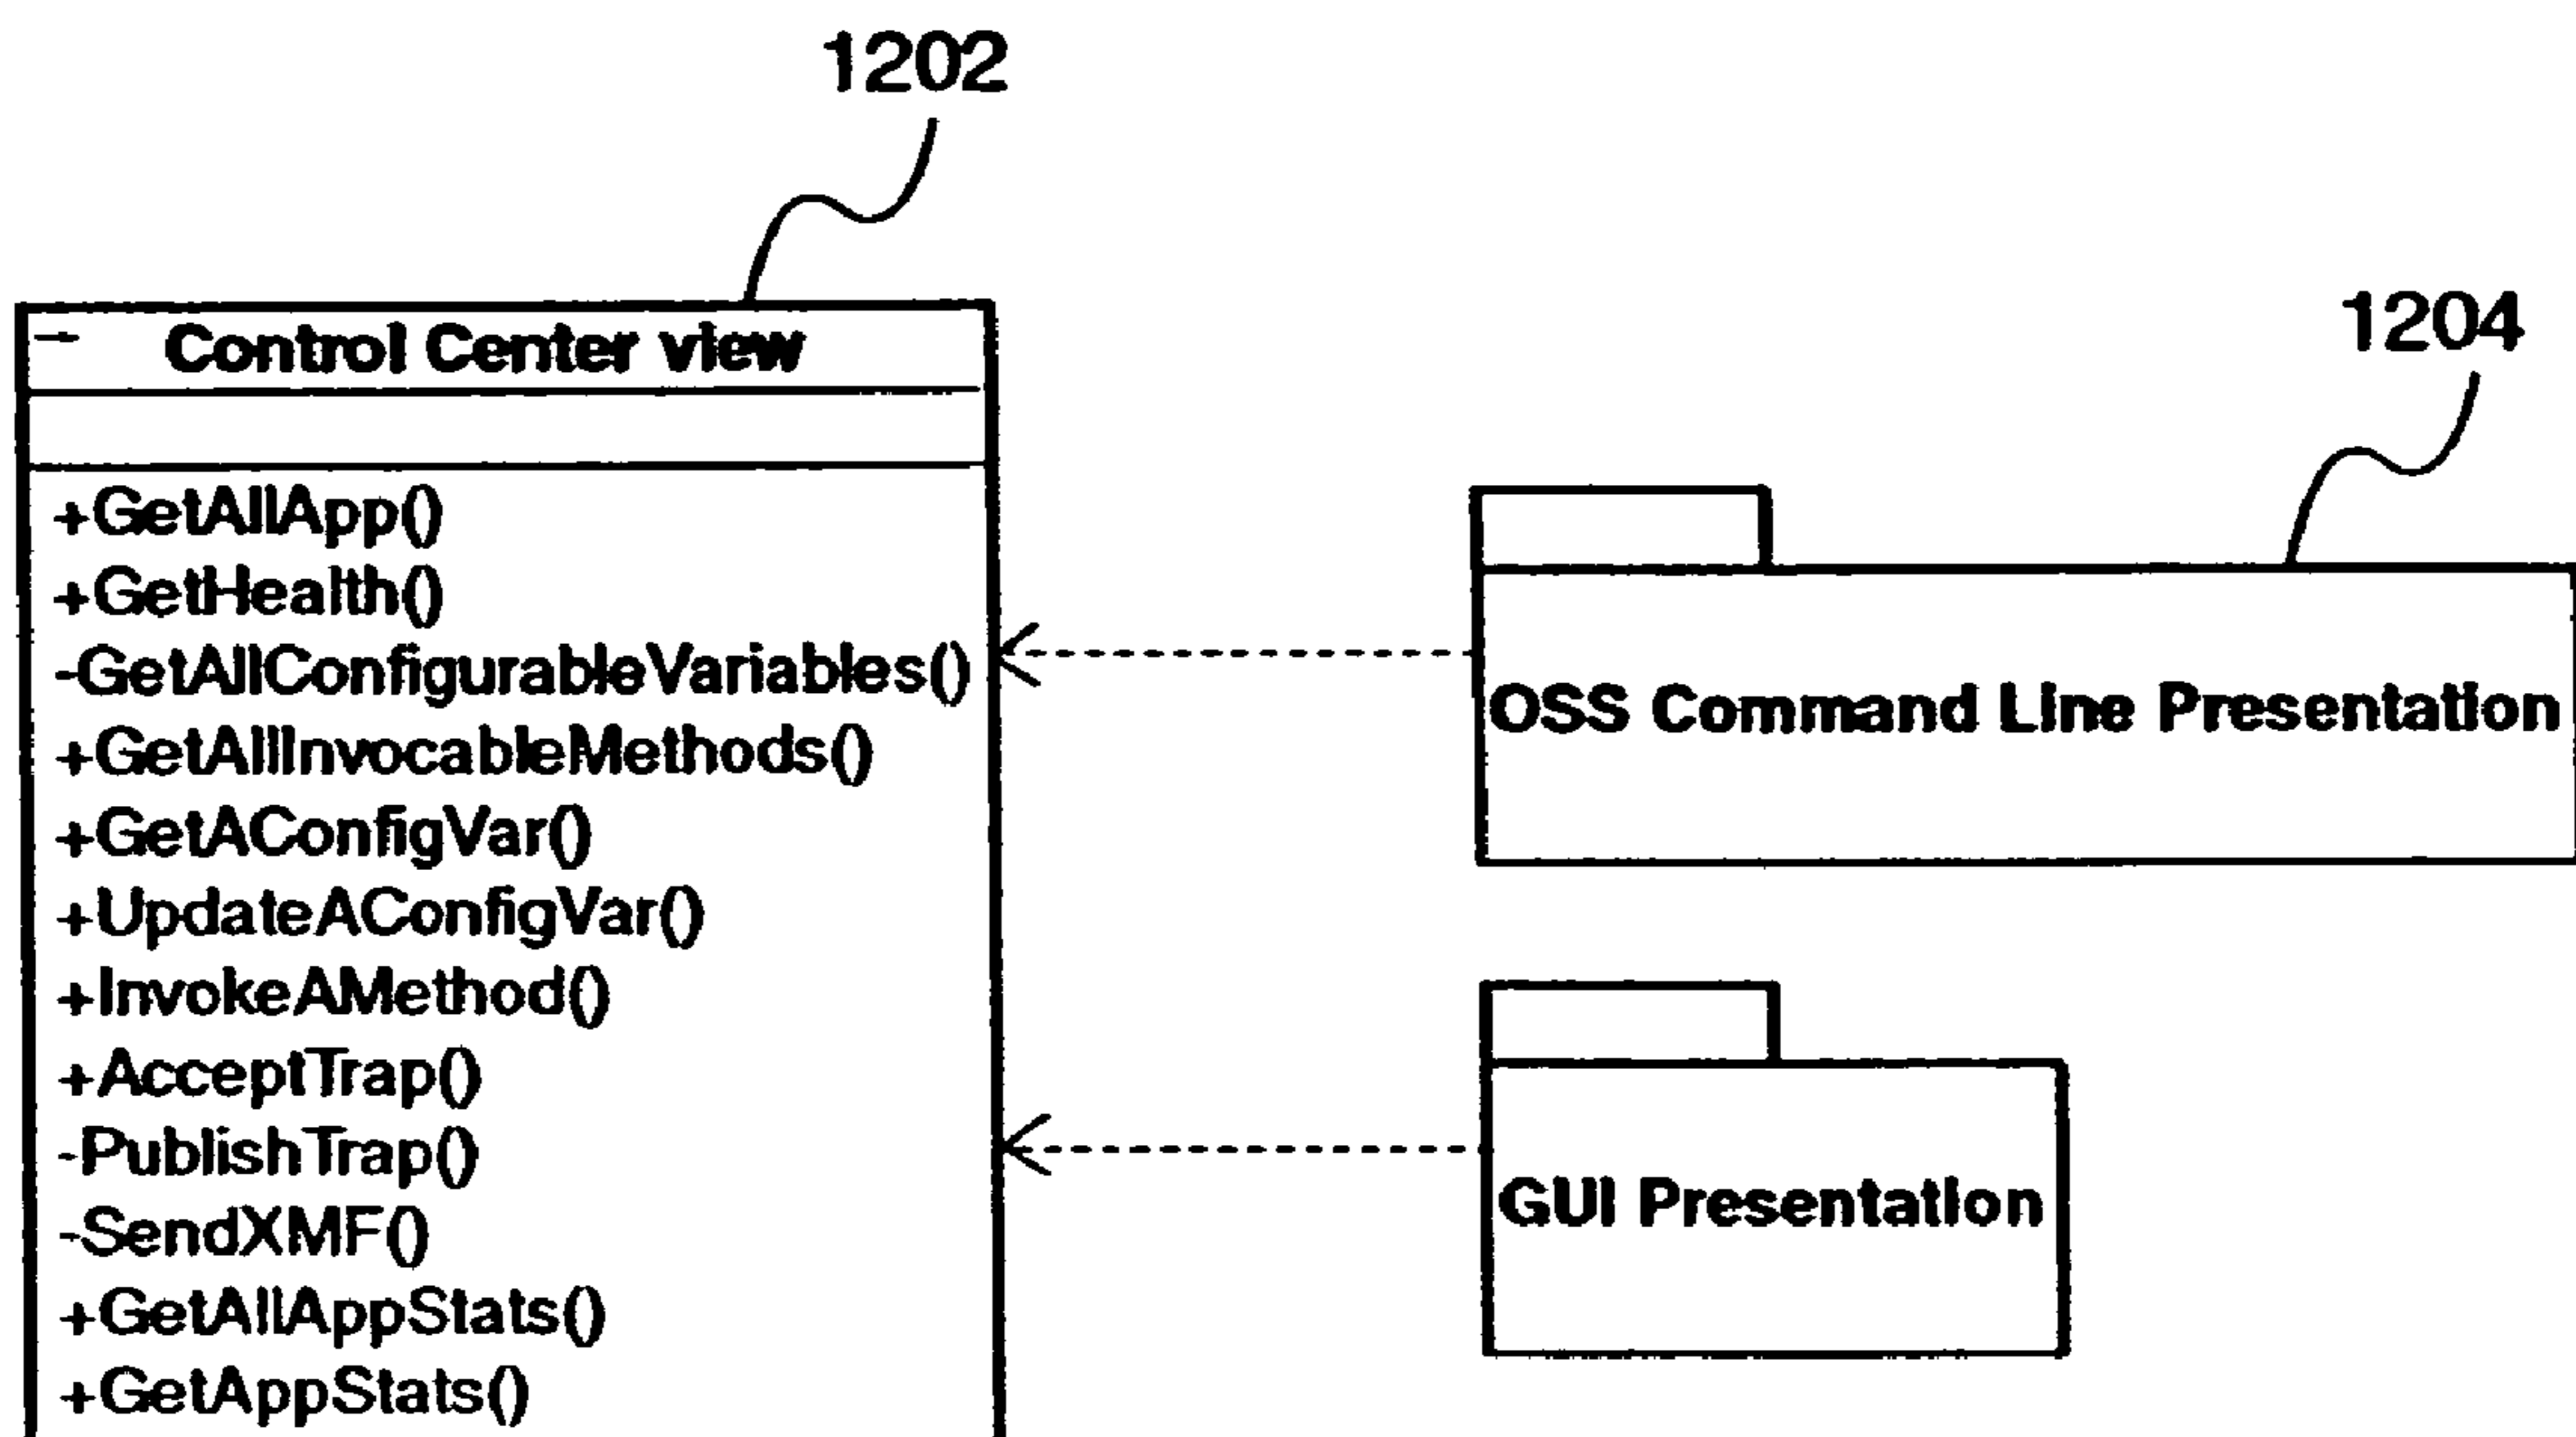 1202
1204
Control Center view
+GetAllApp()
+GetHealth()
-GetAllConfigurableVariables()
+GetAllInvocableMethods()
+GetAConfigVar()
+UpdateAConfigVar()
+InvokeAMethod()
+AcceptTrap()
-PublishTrap()
-SendXMF()
+GetAllAppStats()
+GetAppStats()
OSS Command Line Presentation
GUI Presentation